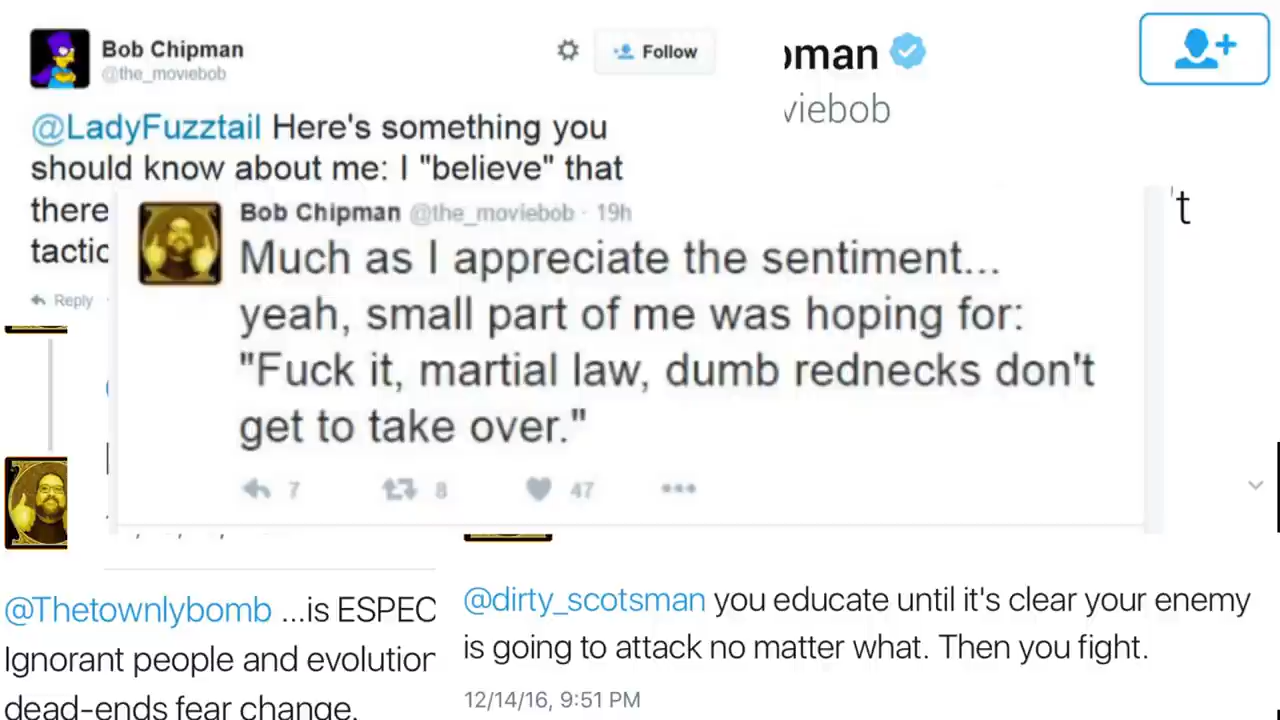 Bob Chipman
@the_moviebob
Follow
@LadyFuzztail Here's something you
should know about me: I "believe" that
there
tactic
Reply
pman
viebob
't
Bob Chipman @the_moviebob · 19h
Much as I appreciate the sentiment...
yeah, small part of me was hoping for:
"Fuck it, martial law, dumb rednecks don't
get to take over."
7 8 47
@Thetownlybomb ...is ESPEC
Ignorant people and evolution
dead-ends fear change.
@dirty_scotsman you educate until it's clear your enemy
is going to attack no matter what. Then you fight.
12/14/16, 9:51 PM